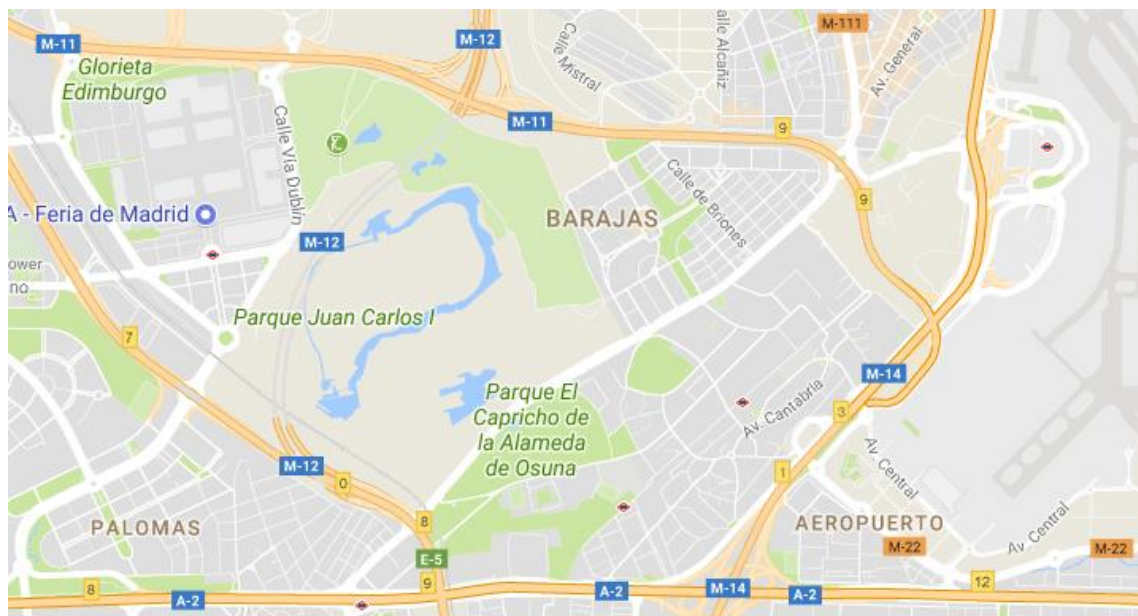 M-11
Glorieta
Edimburgo
M-12
Calle Mistral
alle Alcañiz
M-111
Av. General
M-11
9
Calle Vía Dublín
A - Feria de Madrid
M-12
BARAJAS
Calle de Briones
9
ower
no
7
Parque Juan Carlos I
M-14
Parque El
Capricho de
la Alameda
de Osuna
Av. Cantabria
3
M-12
0
1
Av. Central
PALOMAS
8
AEROPUERTO
M-22
Av. Central
M-22
E-5
8
9
A-2
A-2
M-14
A-2
12